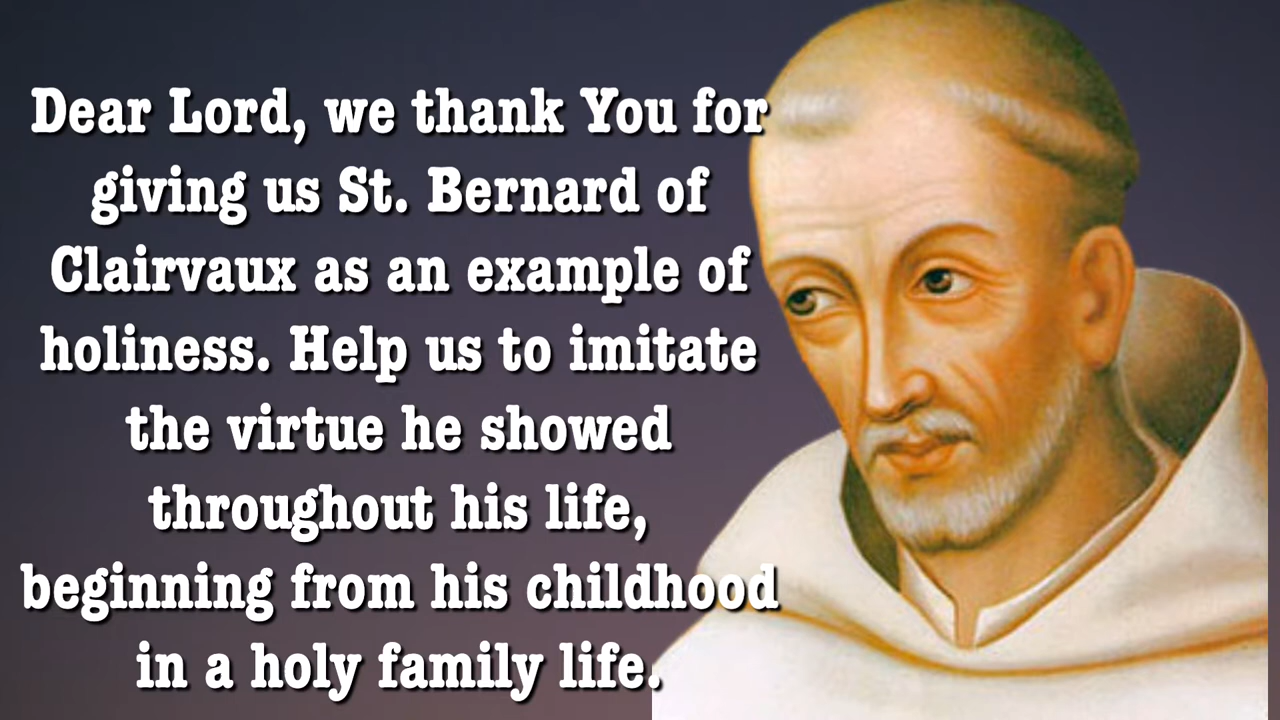 Dear Lord, we thank You for
giving us St. Bernard of
Clairvaux as an example of
holiness. Help us to imitate
the virtue he showed
throughout his life,
beginning from his childhood
in a holy family life.